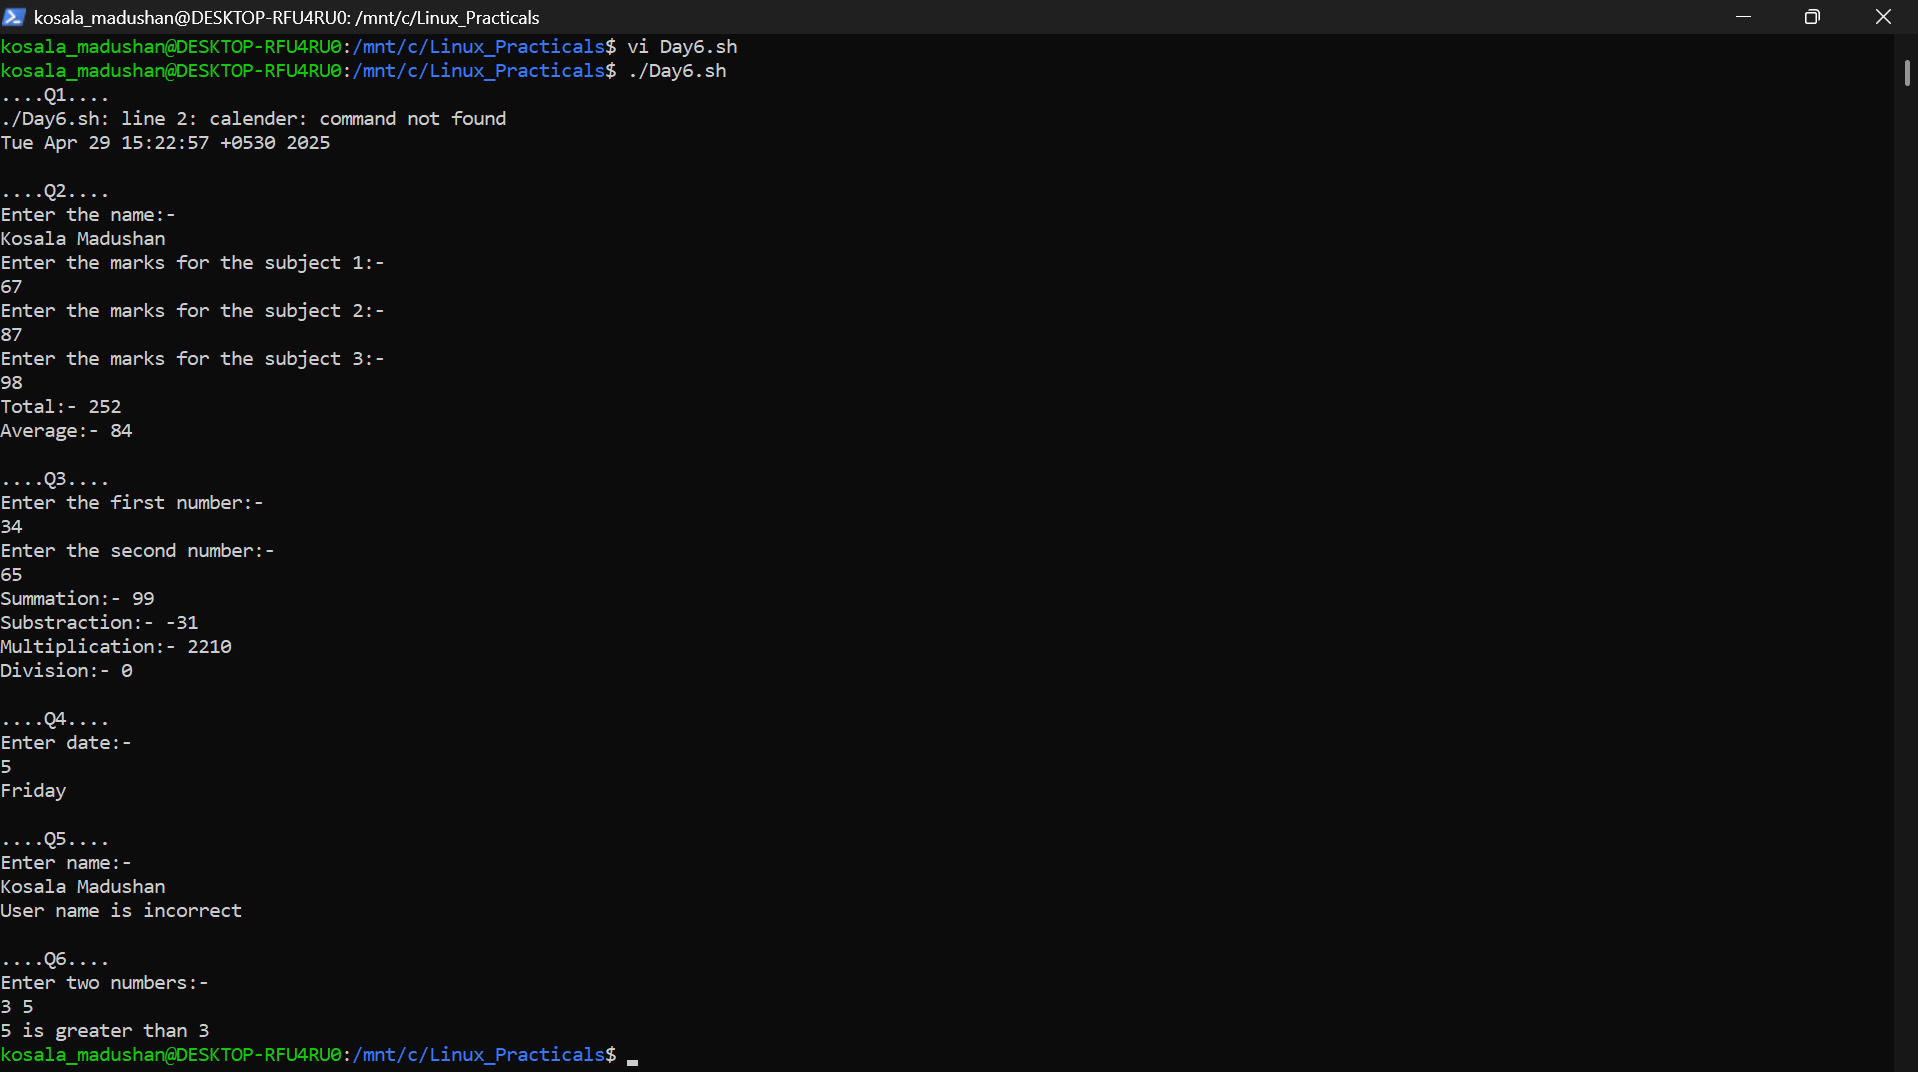 kosala_madushan@DESKTOP-RFU4RU0: /mnt/c/Linux_Practicals
kosala_madushan@DESKTOP-RFU4RU0:/mnt/c/Linux_Practicals$ vi Day6.sh
kosala_madushan@DESKTOP-RFU4RU0:/mnt/c/Linux_Practicals$ ./Day6.sh
....Q1....
./Day6.sh: line 2: calender: command not found
Tue Apr 29 15:22:57 +0530 2025
....Q2....
Enter the name:-
Kosala Madushan
Enter the marks for the subject 1:-
67
Enter the marks for the subject 2:-
87
Enter the marks for the subject 3:-
98
Total:- 252
Average:- 84
....Q3....
Enter the first number:-
34
Enter the second number:-
65
Summation:- 99
Substraction:- -31
Multiplication:- 2210
Division:- 0
....Q4....
Enter date:-
5
Friday
....Q5....
Enter name:-
Kosala Madushan
User name is incorrect
....Q6....
Enter two numbers:-
3 5
5 is greater than 3
kosala_madushan@DESKTOP-RFU4RU0:/mnt/c/Linux_Practicals$